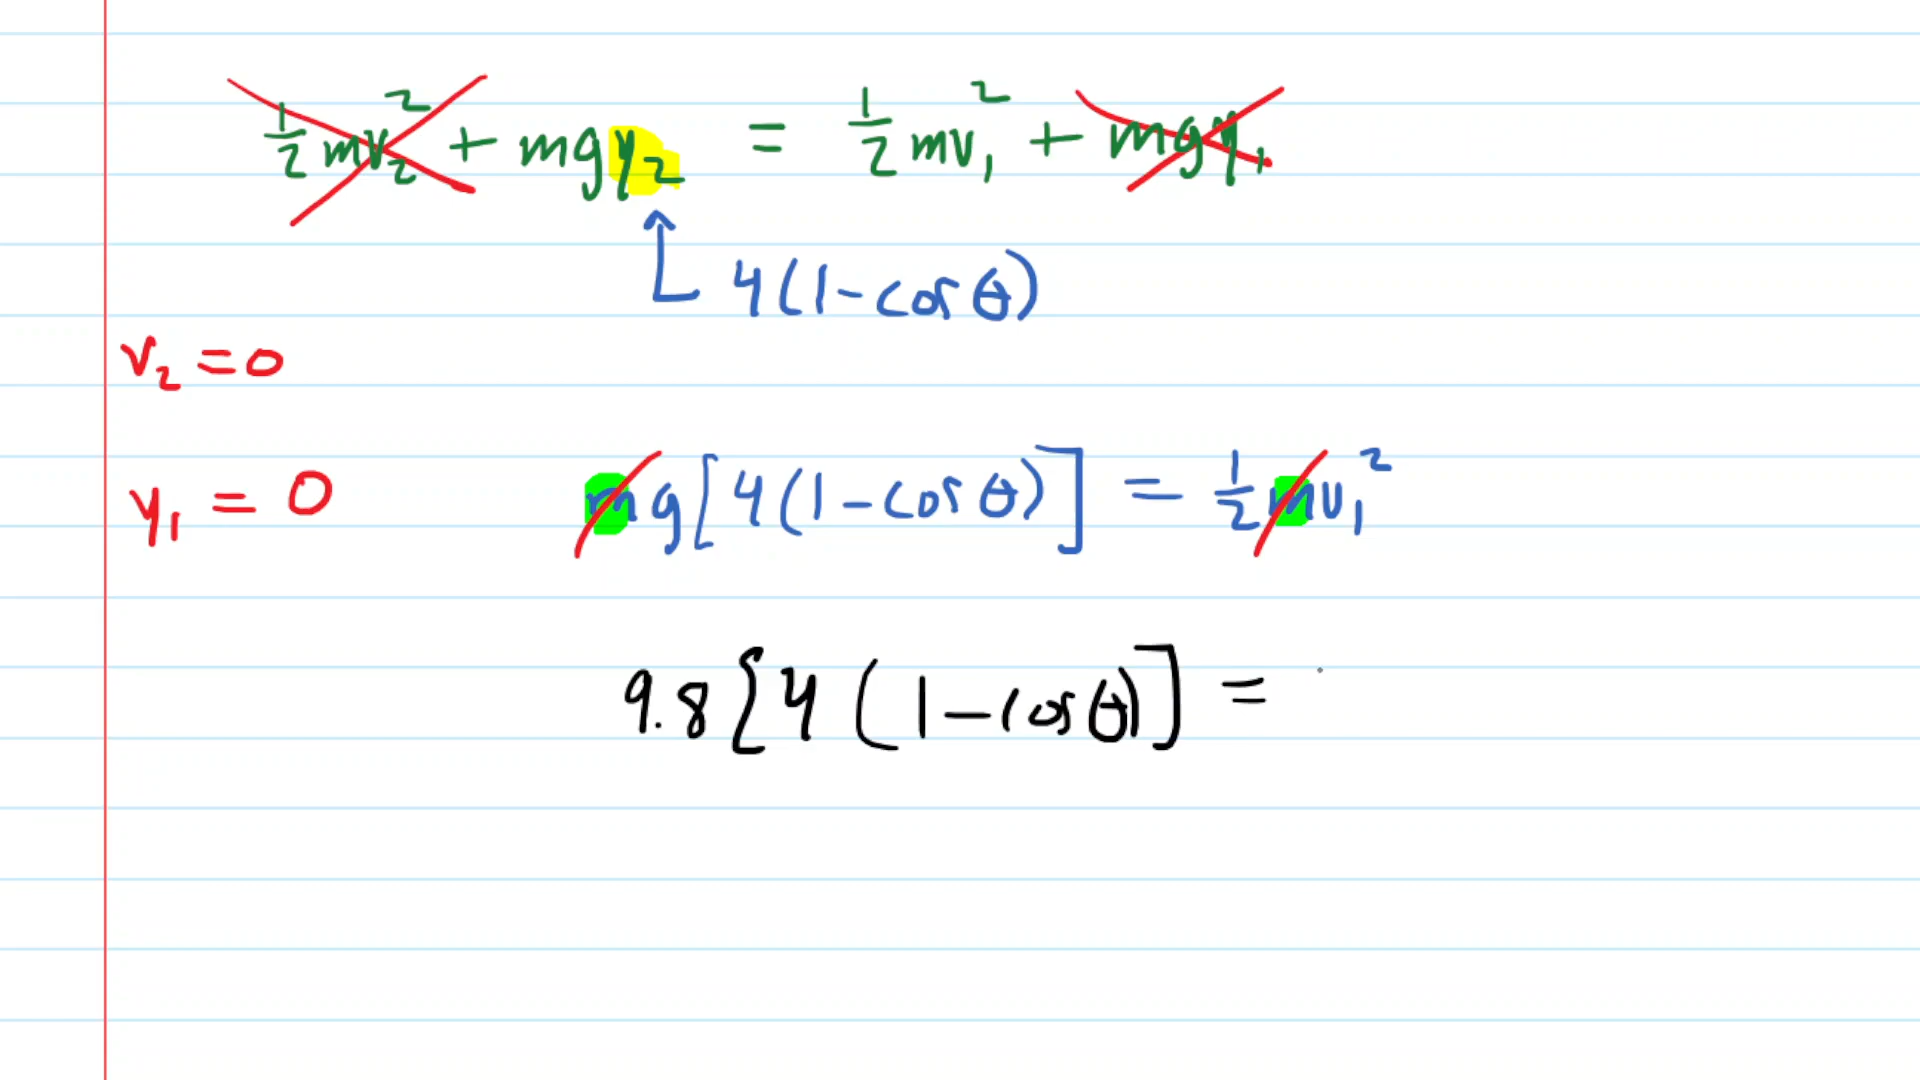 ½mv₂² + mgy₂ = ½mv₁² + mgy₁
4(1-cosθ)
v₂ = 0
y₁ = 0
mg[4(1-cosθ)] = ½mv₁²
9.8[4(1-cosθ)] =